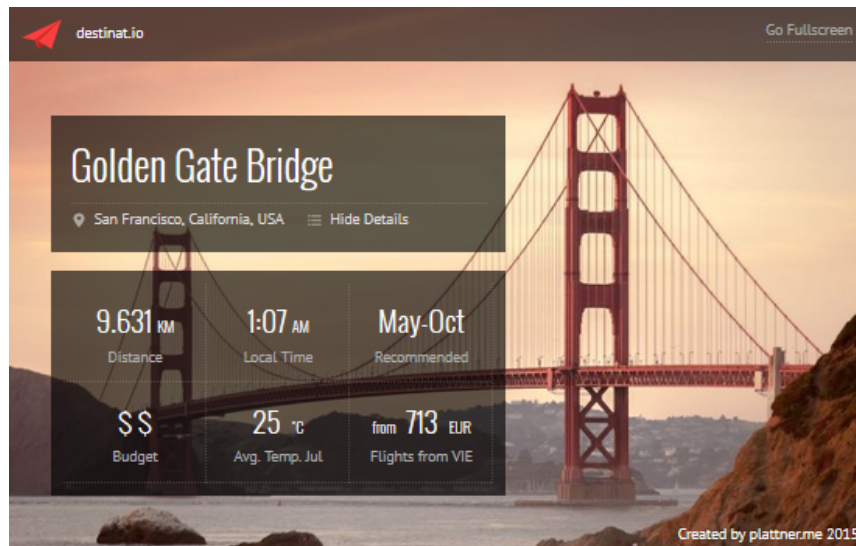 destinat.io
Go Fullscreen
Golden Gate Bridge
San Francisco, California, USA
Hide Details
9.631 KM
1:07 AM
May-Oct
Distance
Local Time
Recommended
$ $
25 °C
from 713 EUR
Budget
Avg. Temp. Jul
Flights from VIE
Created by plattner.me 2015